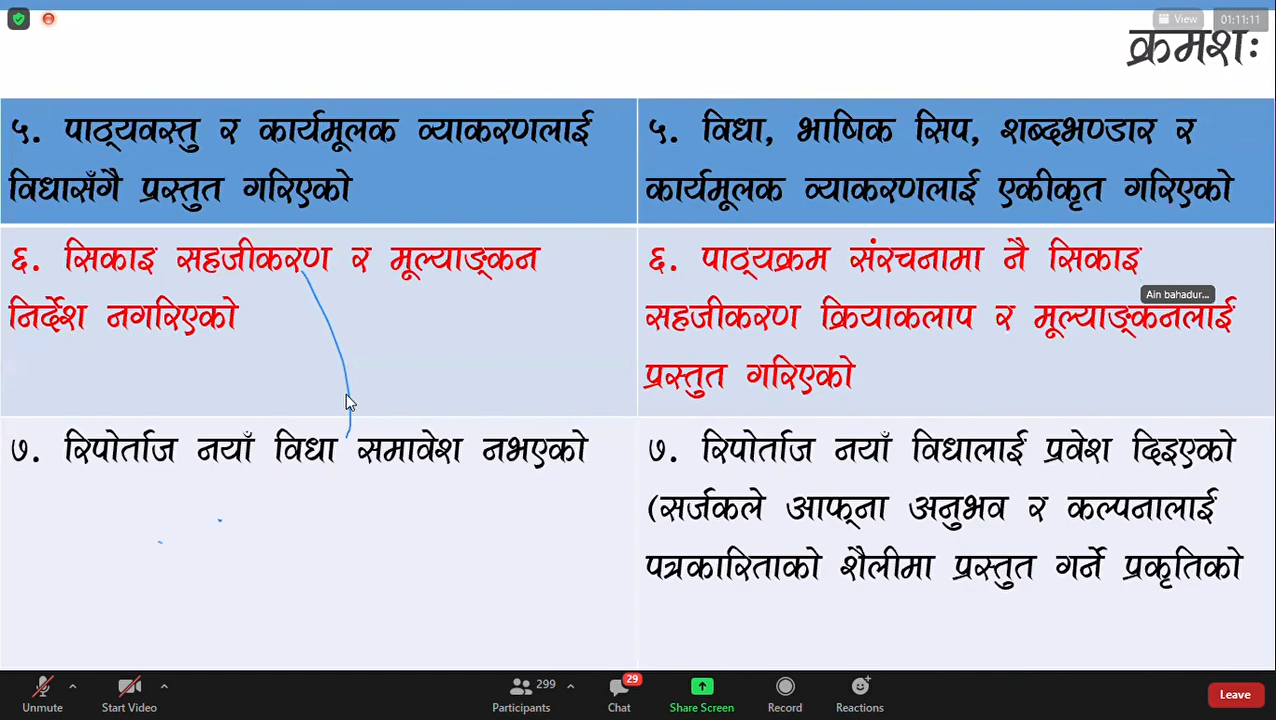 View
01:11:11
क्रमशः
५. पाठ्यवस्तु र कार्यमूलक व्याकरणलाई
विधासँगै प्रस्तुत गरिएको
५. विधा, भाषिक सिप, शब्दभण्डार र
कार्यमूलक व्याकरणलाई एकीकृत गरिएको
६. सिकाइ सहजीकरण र मूल्याङ्कन
निर्देश नगरिएको
६. पाठ्यक्रम संरचनामा नै सिकाइ
Ain bahadur...
सहजीकरण क्रियाकलाप र मूल्याङ्कनलाई
प्रस्तुत गरिएको
७. रिपोर्ताज नयाँ विधा समावेश नभएको
७. रिपोर्ताज नयाँ विधालाई प्रवेश दिइएको
(सर्जकले आफ्ना अनुभव र कल्पनालाई
पत्रकारिताको शैलीमा प्रस्तुत गर्ने प्रकृतिको
Unmute
Start Video
299
Participants
29
Chat
Share Screen
Record
Reactions
Leave